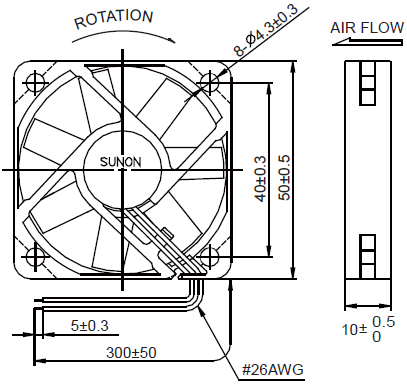 ROTATION
8-Ø4.3±0.3
AIR FLOW
SUNON
40±0.3
50±0.5
5±0.3
300±50
#26AWG
10± 0.5
0